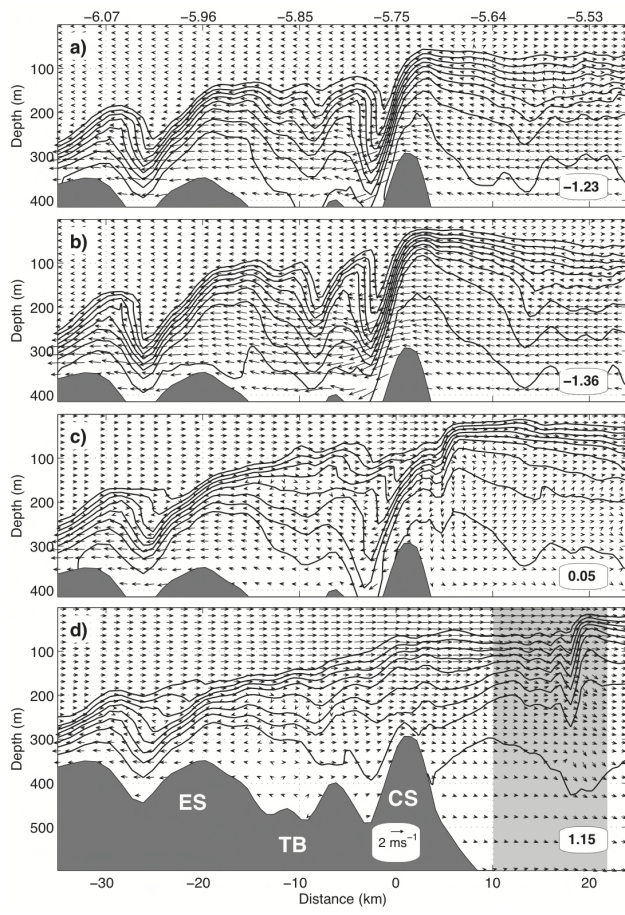 −6.07 −5.96 −5.85 −5.75 −5.64 −5.53
a)
100
200
300
400
Depth (m)
−1.23
b)
100
200
300
400
Depth (m)
−1.36
c)
100
200
300
400
Depth (m)
0.05
d)
100
200
300
400
500
Depth (m)
ES
TB
CS
2 ms−1
1.15
−30 −20 −10 0 10 20
Distance (km)